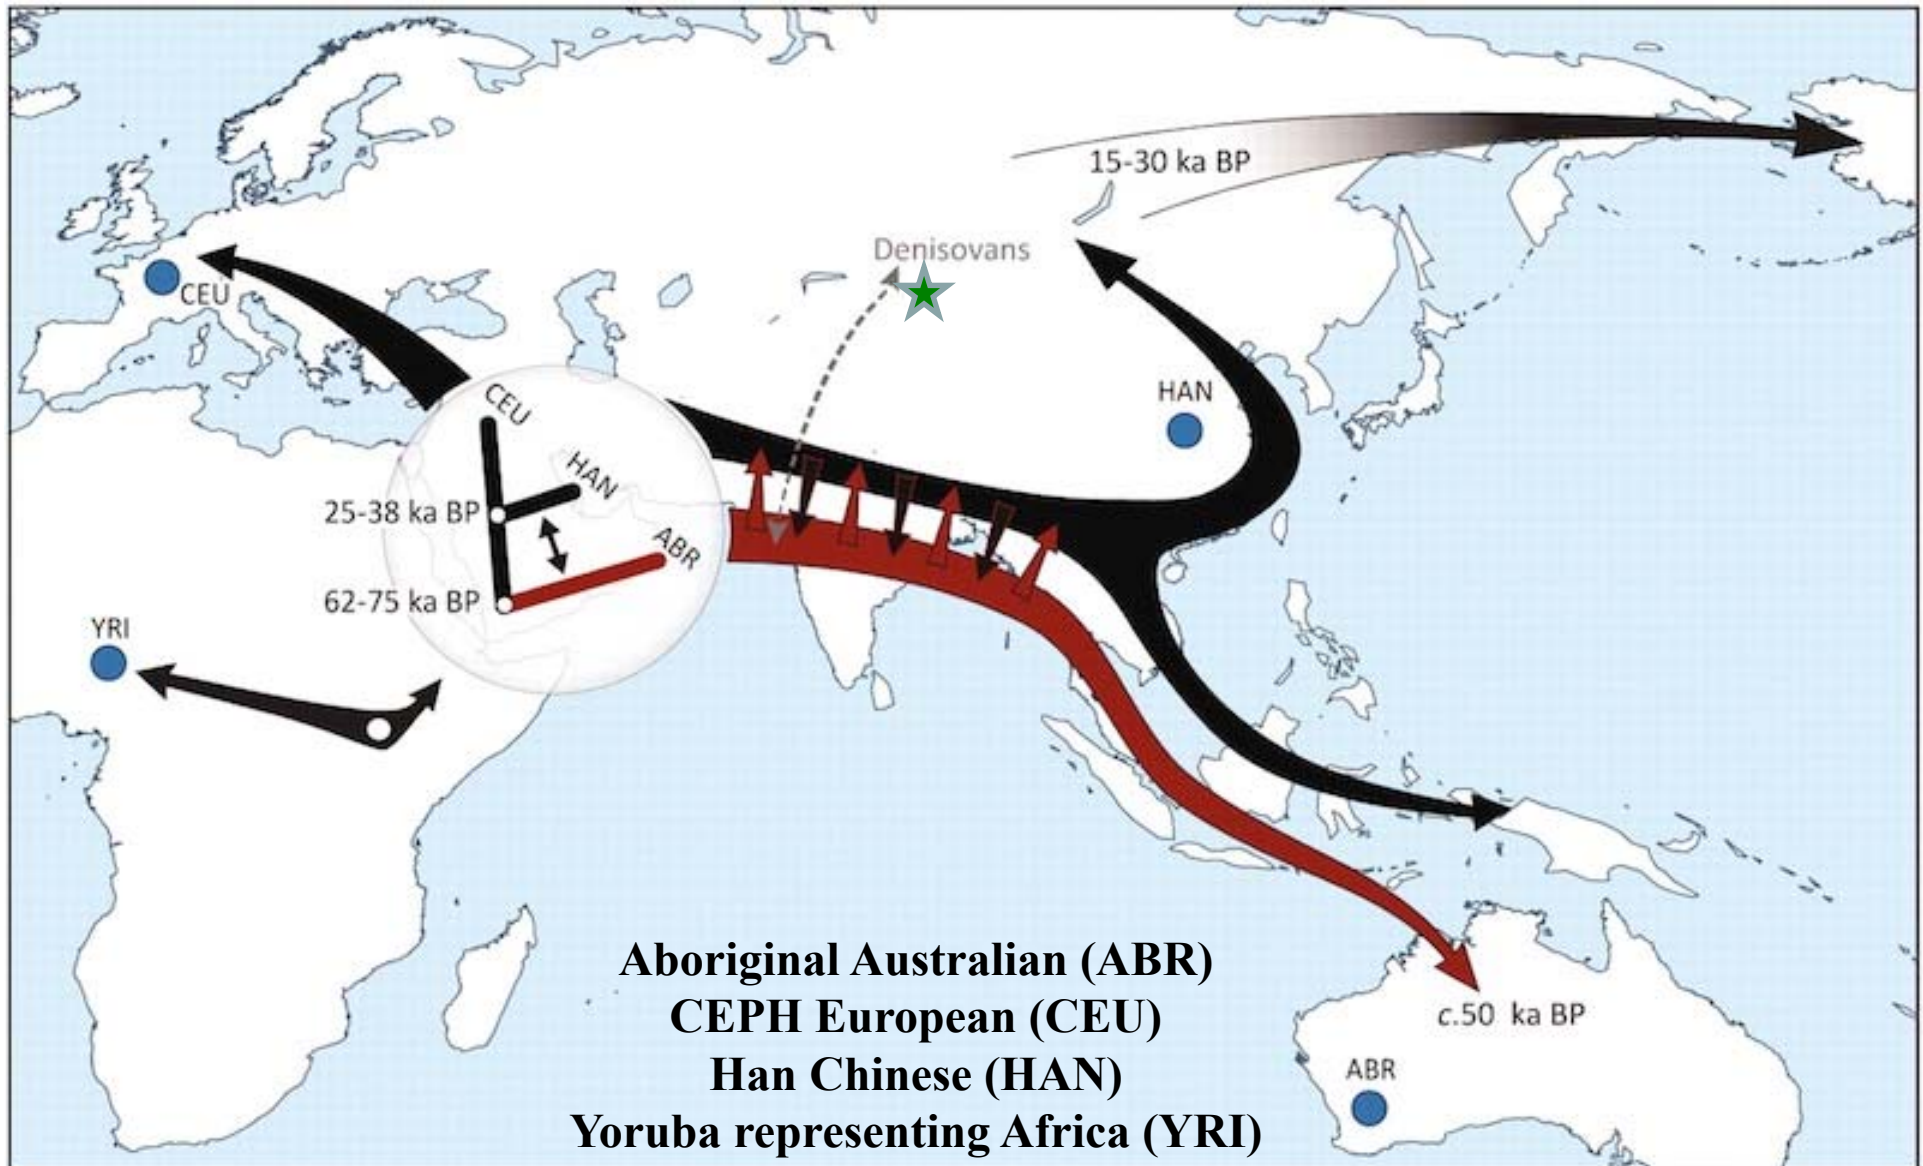 15-30 ka BP
Denisovans
CEU
HAN
CEU
HAN
25-38 ka BP
ABR
62-75 ka BP
YRI
Aboriginal Australian (ABR)
CEPH European (CEU)
c.50 ka BP
Han Chinese (HAN)
ABR
Yoruba representing Africa (YRI)